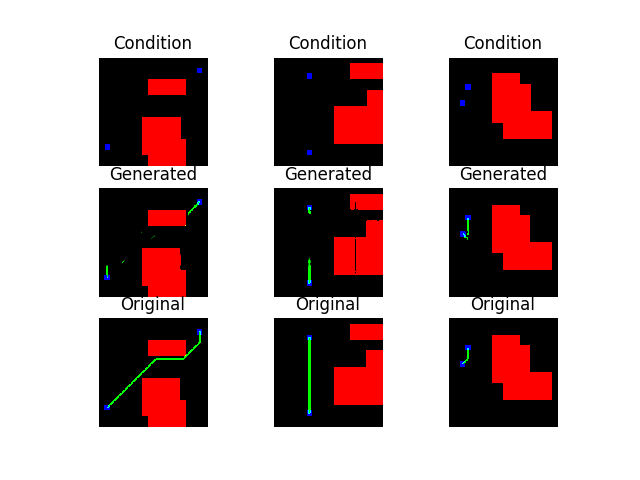 Condition Condition Condition
Generated Generated Generated
Original Original Original